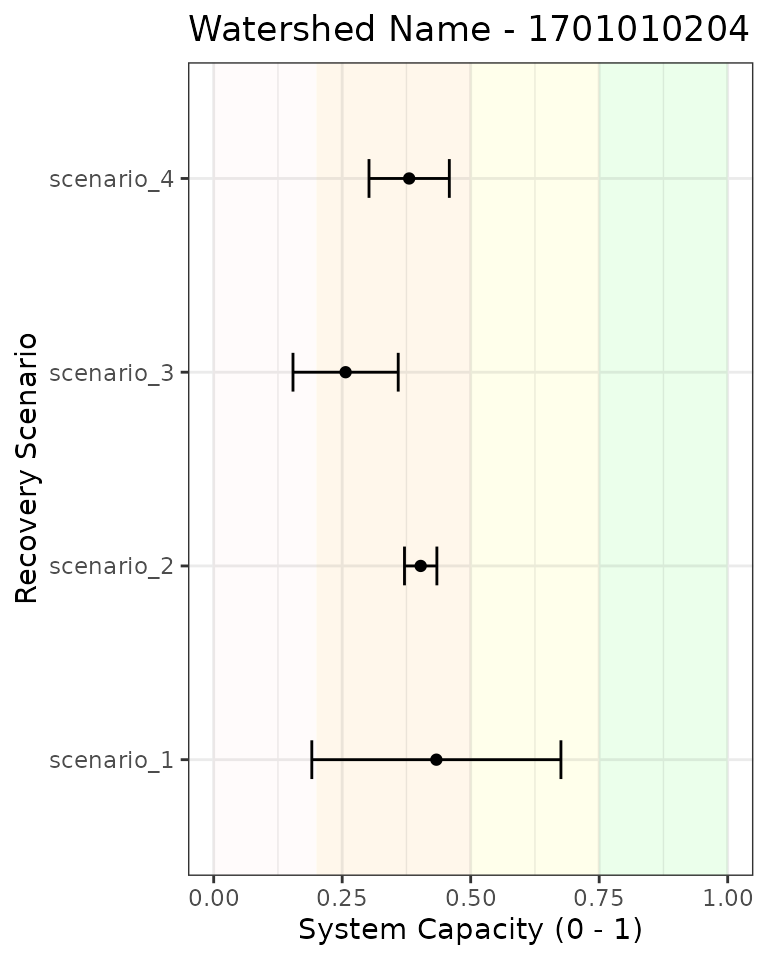 Watershed Name - 1701010204
scenario_4
scenario_3
scenario_2
scenario_1
Recovery Scenario
0.00 0.25 0.50 0.75 1.00
System Capacity (0 - 1)